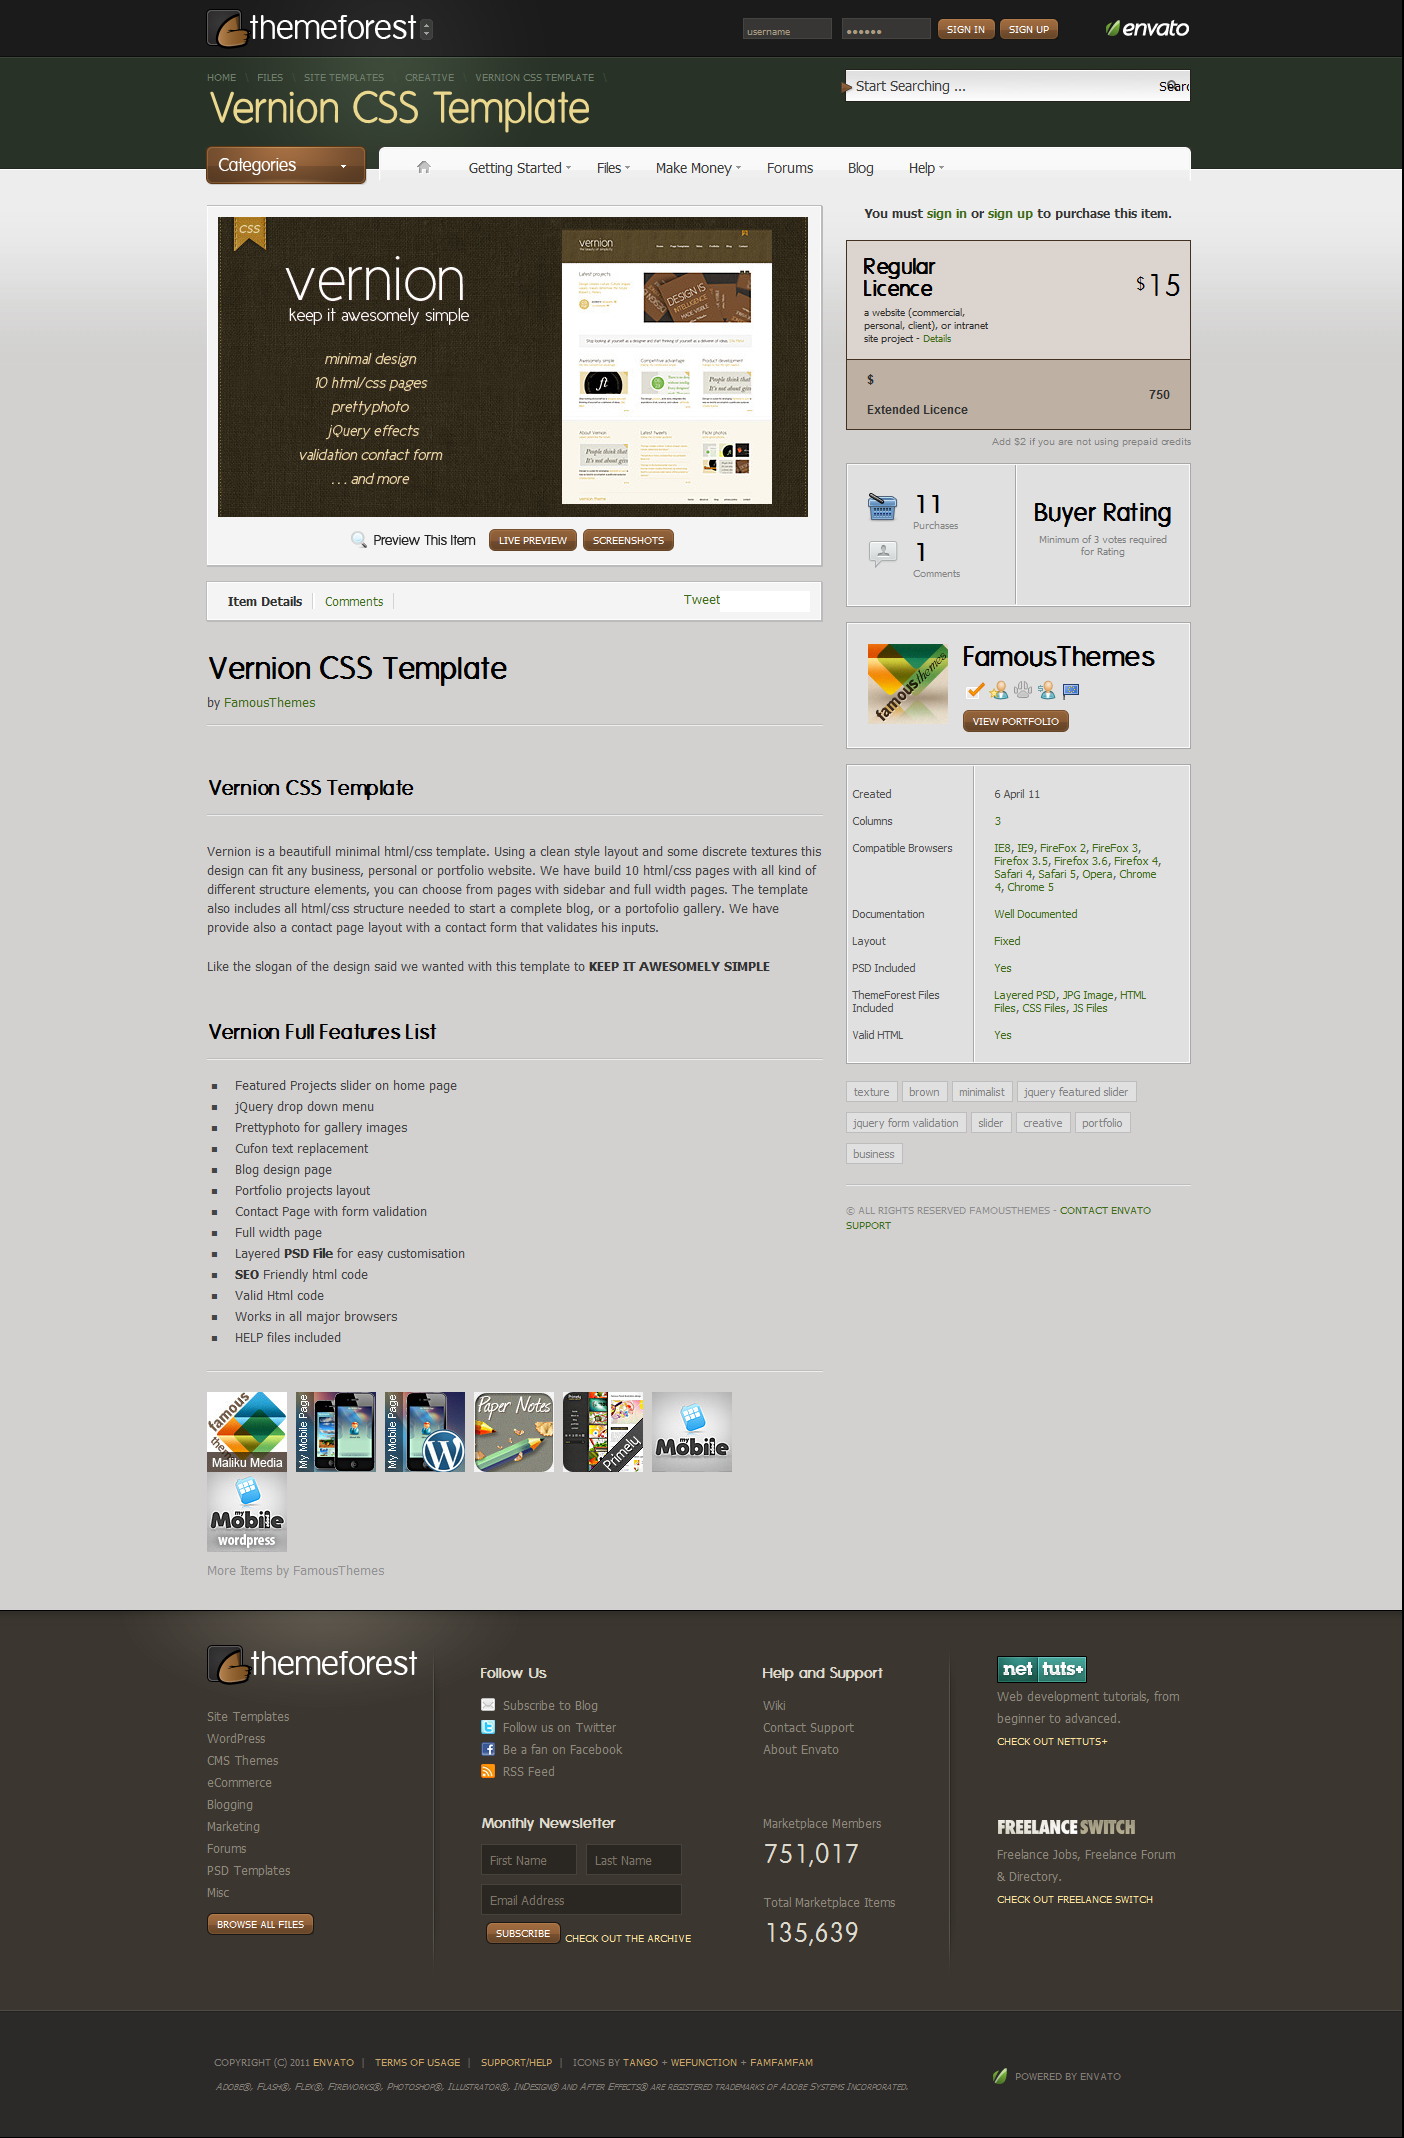 themeforest
username
SIGN IN
SIGN UP
envato
HOME \ FILES \ SITE TEMPLATES CREATIVE \ VERNION CSS TEMPLATE \
Vernion CSS Template
Start Searching ...
Categories
Getting Started
Files
Make Money
Forums
Blog
Help
CSS
vernion
keep it awesomely simple
minimal design
10 html/css pages
prettyphoto
jQuery effects
validation contact form
. . . and more
vernion
Latest projects
DESIGN IS
Awesomely simple
Competitive advantage
Product development
About vernion
Latest tweets
Flickr photos
vernion theme
Preview This Item
LIVE PREVIEW
SCREENSHOTS
Item Details
Comments
Tweet
Vernion CSS Template
by FamousThemes
Vernion CSS Template
Vernion is a beautifull minimal html/css template. Using a clean style layout and some discrete textures this
design can fit any business, personal or portfolio website. We have build 10 html/css pages with all kind of
different structure elements, you can choose from pages with sidebar and full width pages. The template
also includes all html/css structure needed to start a complete blog, or a portofolio gallery. We have
provide also a contact page layout with a contact form that validates his inputs.
Like the slogan of the design said we wanted with this template to KEEP IT AWESOMELY SIMPLE
Vernion Full Features List
Featured Projects slider on home page
jQuery drop down menu
Prettyphoto for gallery images
Cufon text replacement
Blog design page
Portfolio projects layout
Contact Page with form validation
Full width page
Layered PSD File for easy customisation
SEO Friendly html code
Valid Html code
Works in all major browsers
HELP files included
famous
Maliku Media
My Mobile Page
My Mobile Page
Paper Notes
Primely
my Mobile
my Mobile
wordpress
More Items by FamousThemes
You must sign in or sign up to purchase this item.
Regular
Licence
$15
a website (commercial,
personal, client), or intranet
site project - Details
$
750
Extended Licence
Add $2 if you are not using prepaid credits
11
Purchases
1
Comments
Buyer Rating
Minimum of 3 votes required
for Rating
famous themes
FamousThemes
VIEW PORTFOLIO
Created 6 April 11
Columns 3
Compatible Browsers IE8, IE9, FireFox 2, FireFox 3,
Firefox 3.5, Firefox 3.6, Firefox 4,
Safari 4, Safari 5, Opera, Chrome
4, Chrome 5
Documentation Well Documented
Layout Fixed
PSD Included Yes
ThemeForest Files Layered PSD, JPG Image, HTML
Included Files, CSS Files, JS Files
Valid HTML Yes
texture brown minimalist jquery featured slider
jquery form validation slider creative portfolio
business
© ALL RIGHTS RESERVED FAMOUSTHEMES - CONTACT ENVATO
SUPPORT
themeforest
Site Templates
WordPress
CMS Themes
eCommerce
Blogging
Marketing
Forums
PSD Templates
Misc
BROWSE ALL FILES
Follow Us
Subscribe to Blog
Follow us on Twitter
Be a fan on Facebook
RSS Feed
Monthly Newsletter
First Name
Last Name
Email Address
SUBSCRIBE
CHECK OUT THE ARCHIVE
Help and Support
Wiki
Contact Support
About Envato
Marketplace Members
751,017
Total Marketplace Items
135,639
net tuts+
Web development tutorials, from
beginner to advanced.
CHECK OUT NETTUTS+
FREELANCE SWITCH
Freelance Jobs, Freelance Forum
& Directory.
CHECK OUT FREELANCE SWITCH
COPYRIGHT (C) 2011 ENVATO | TERMS OF USAGE | SUPPORT/HELP | ICONS BY TANGO + WEFUNCTION + FAMFAMFAM
ADOBE®, FLASH®, FLEX®, FIREWORKS®, PHOTOSHOP®, ILLUSTRATOR®, INDESIGN® AND AFTER EFFECTS® ARE REGISTERED TRADEMARKS OF ADOBE SYSTEMS INCORPORATED.
POWERED BY ENVATO